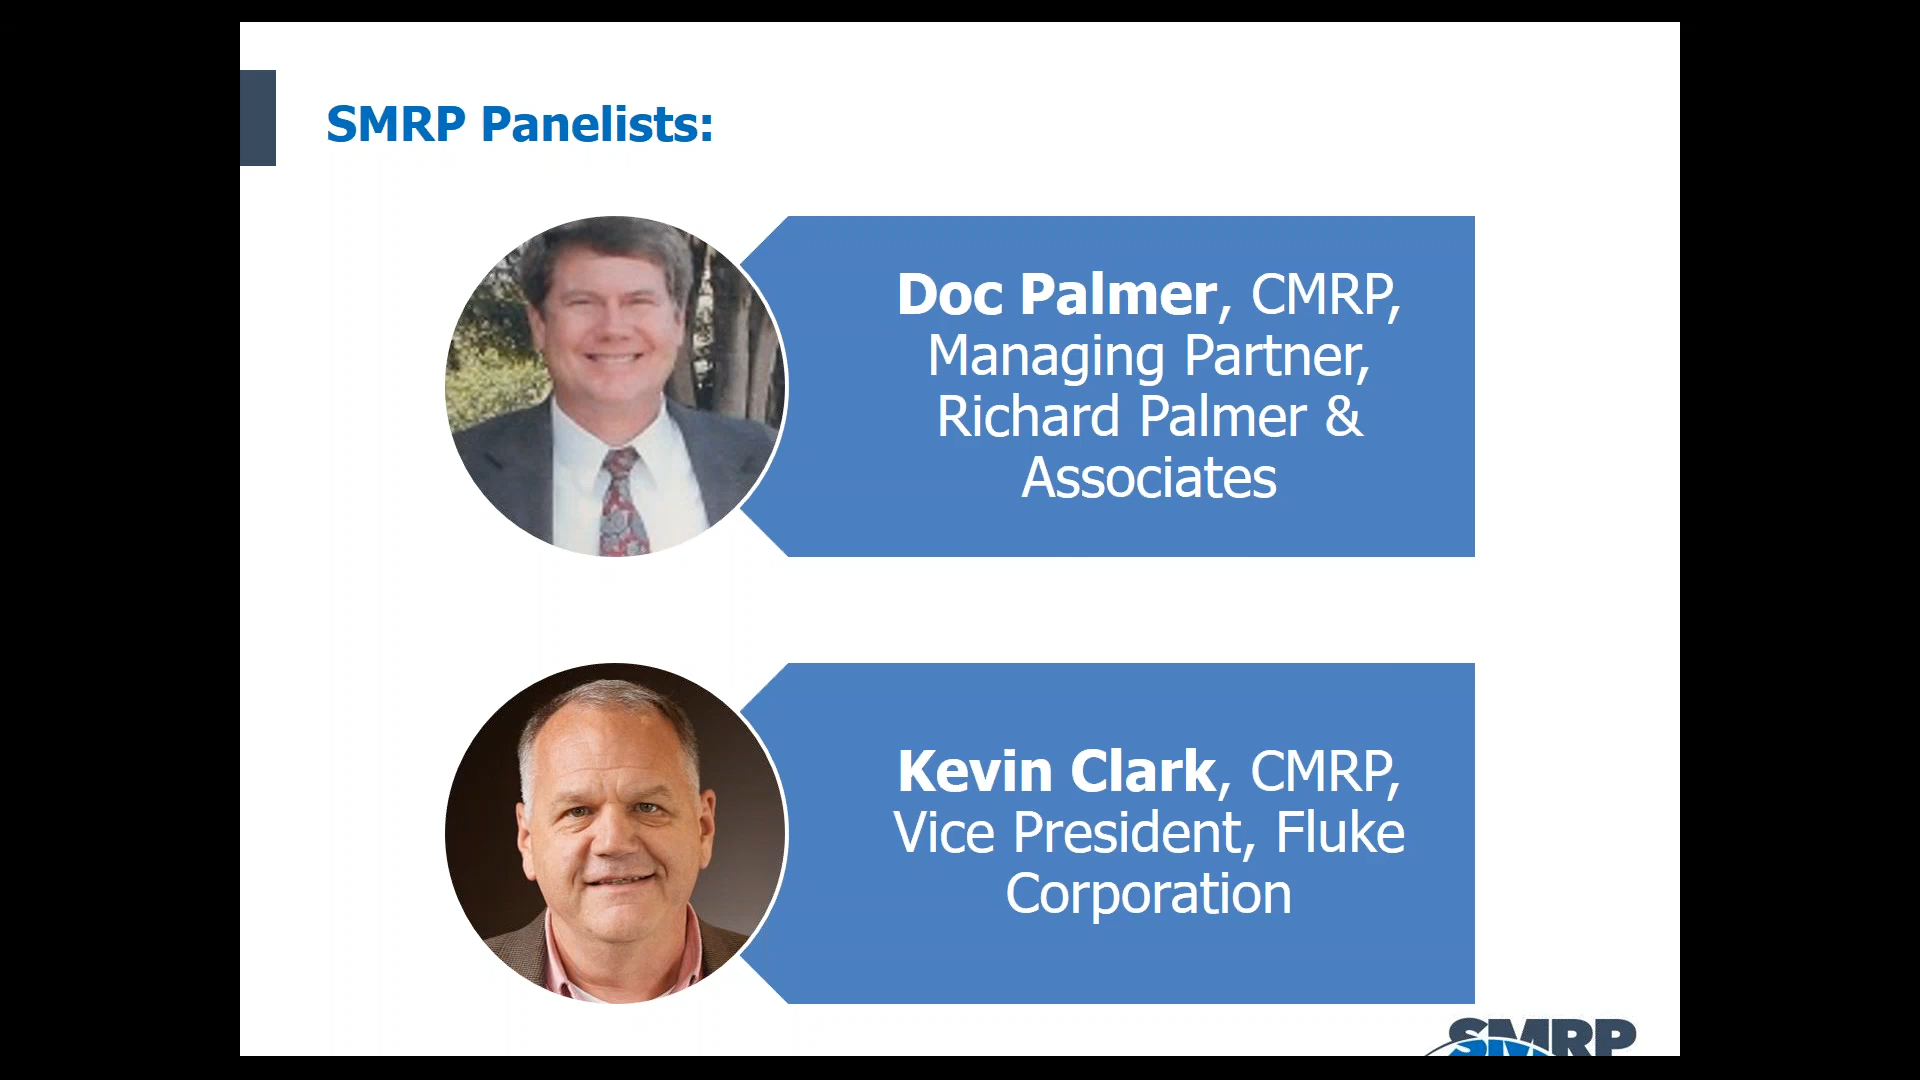 SMRP Panelists:
Doc Palmer, CMRP,
Managing Partner,
Richard Palmer &
Associates
Kevin Clark, CMRP,
Vice President, Fluke
Corporation
SMRP